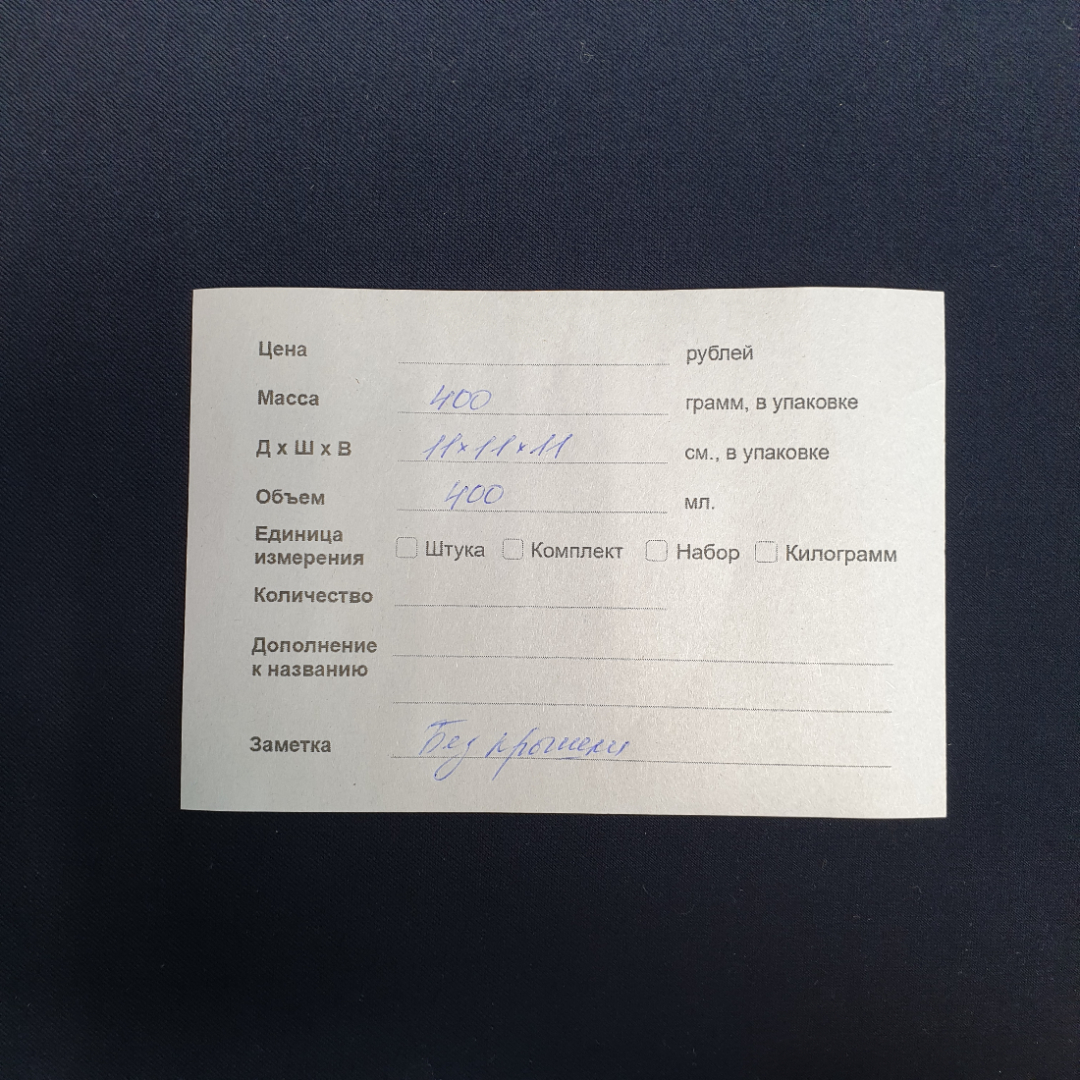 Цена рублей
Масса 400 грамм, в упаковке
Д х Ш х В 11×11×11 см., в упаковке
Объем 400 мл.
Единица
измерения Штука Комплект Набор Килограмм
Количество
Дополнение
к названию
Заметка Без крышки